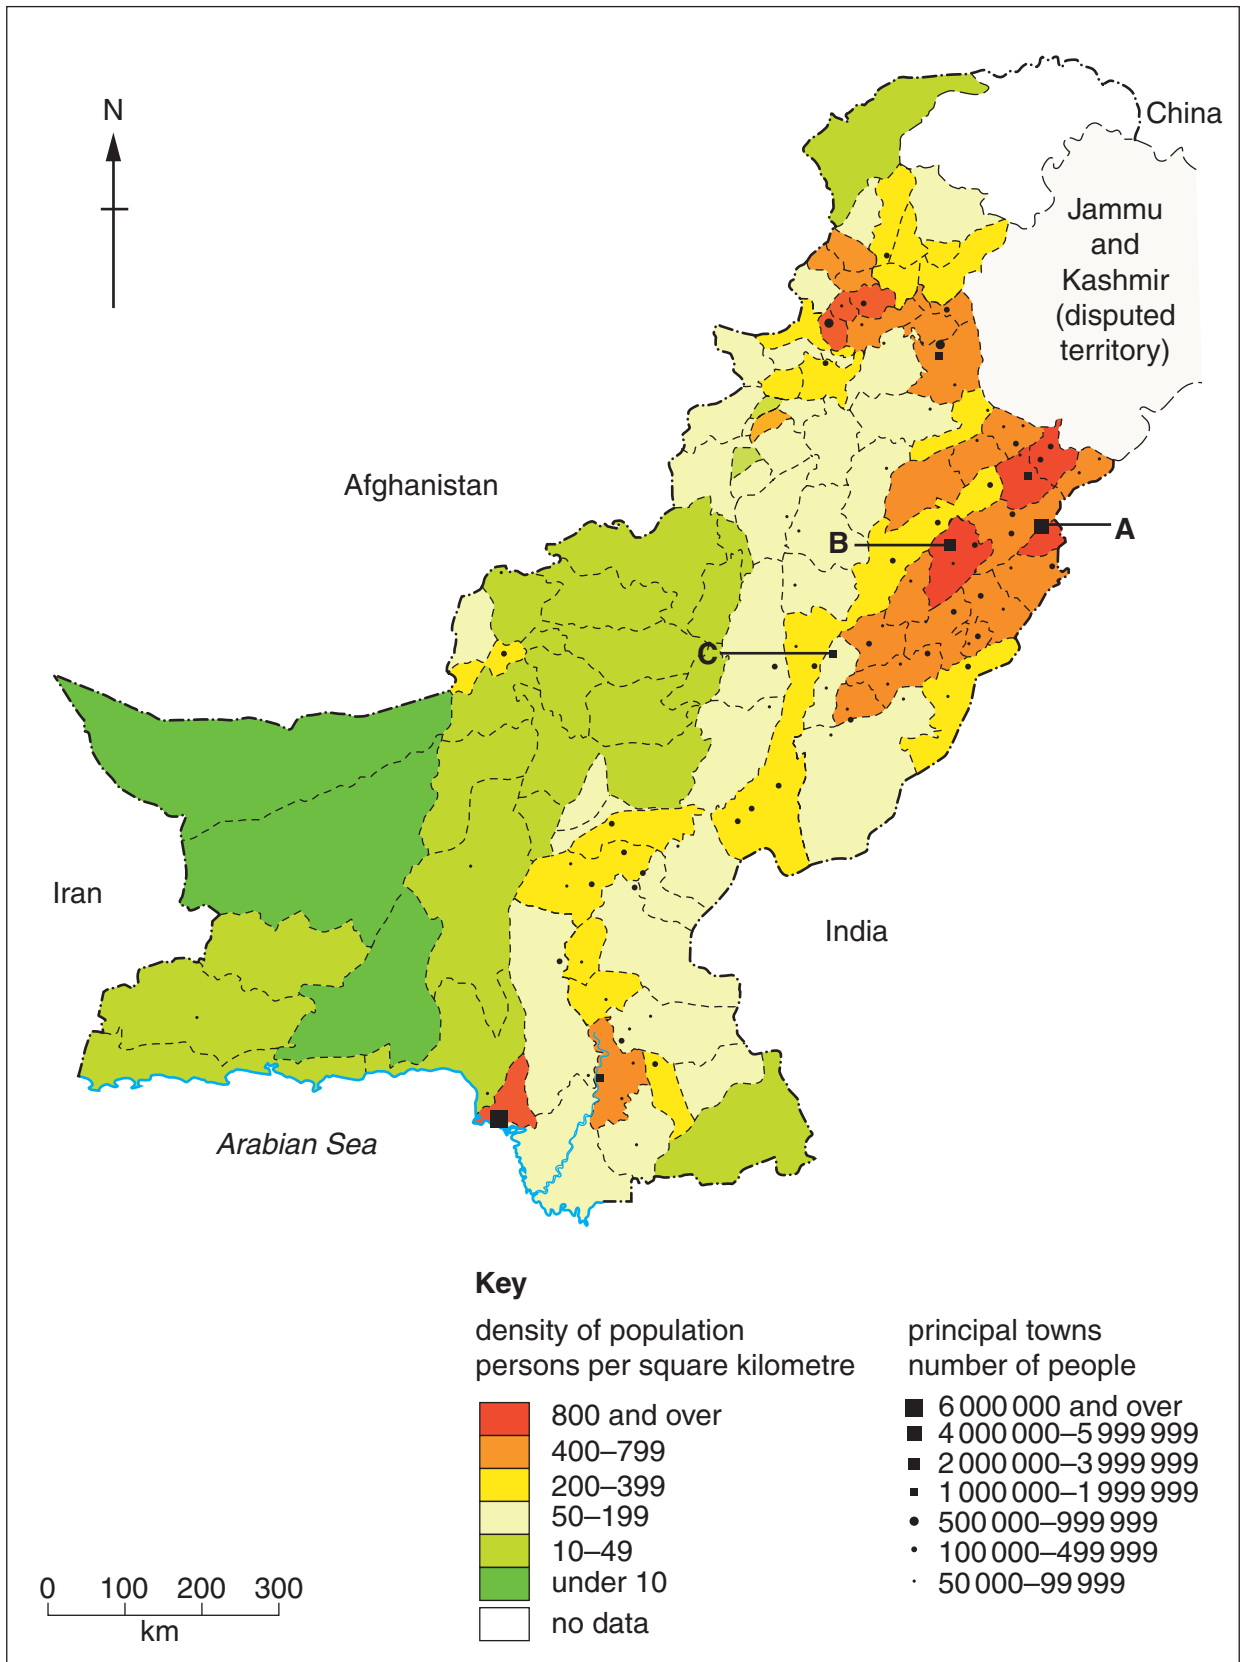 N
China
Jammu
and
Kashmir
(disputed
territory)
Afghanistan
A
B
C
Iran
India
Arabian Sea
Key
density of population
persons per square kilometre
800 and over
400–799
200–399
50–199
10–49
under 10
no data
principal towns
number of people
6 000 000 and over
4 000 000–5 999 999
2 000 000–3 999 999
1 000 000–1 999 999
500 000–999 999
100 000–499 999
50 000–99 999
0 100 200 300
km